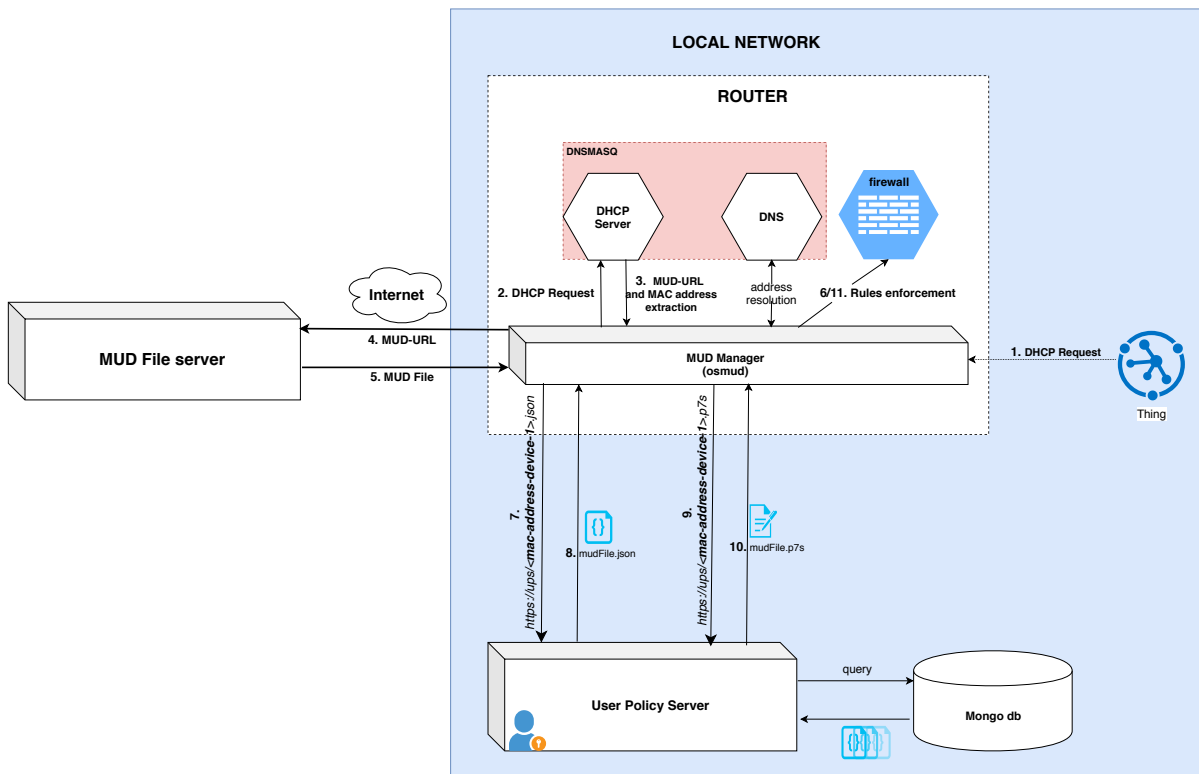 LOCAL NETWORK
ROUTER
DNSMASQ
DHCP
Server
DNS
firewall
2. DHCP Request
3. MUD-URL
and MAC address
extraction
address
resolution
6/11. Rules enforcement
Internet
4. MUD-URL
5. MUD File
MUD File server
MUD Manager
(osmud)
1. DHCP Request
Thing
7.
https://ups/<mac-address-device-1>.json
8. mudFile.json
9.
https://ups/<mac-address-device-1>.p7s
10. mudFile.p7s
User Policy Server
query
Mongo db